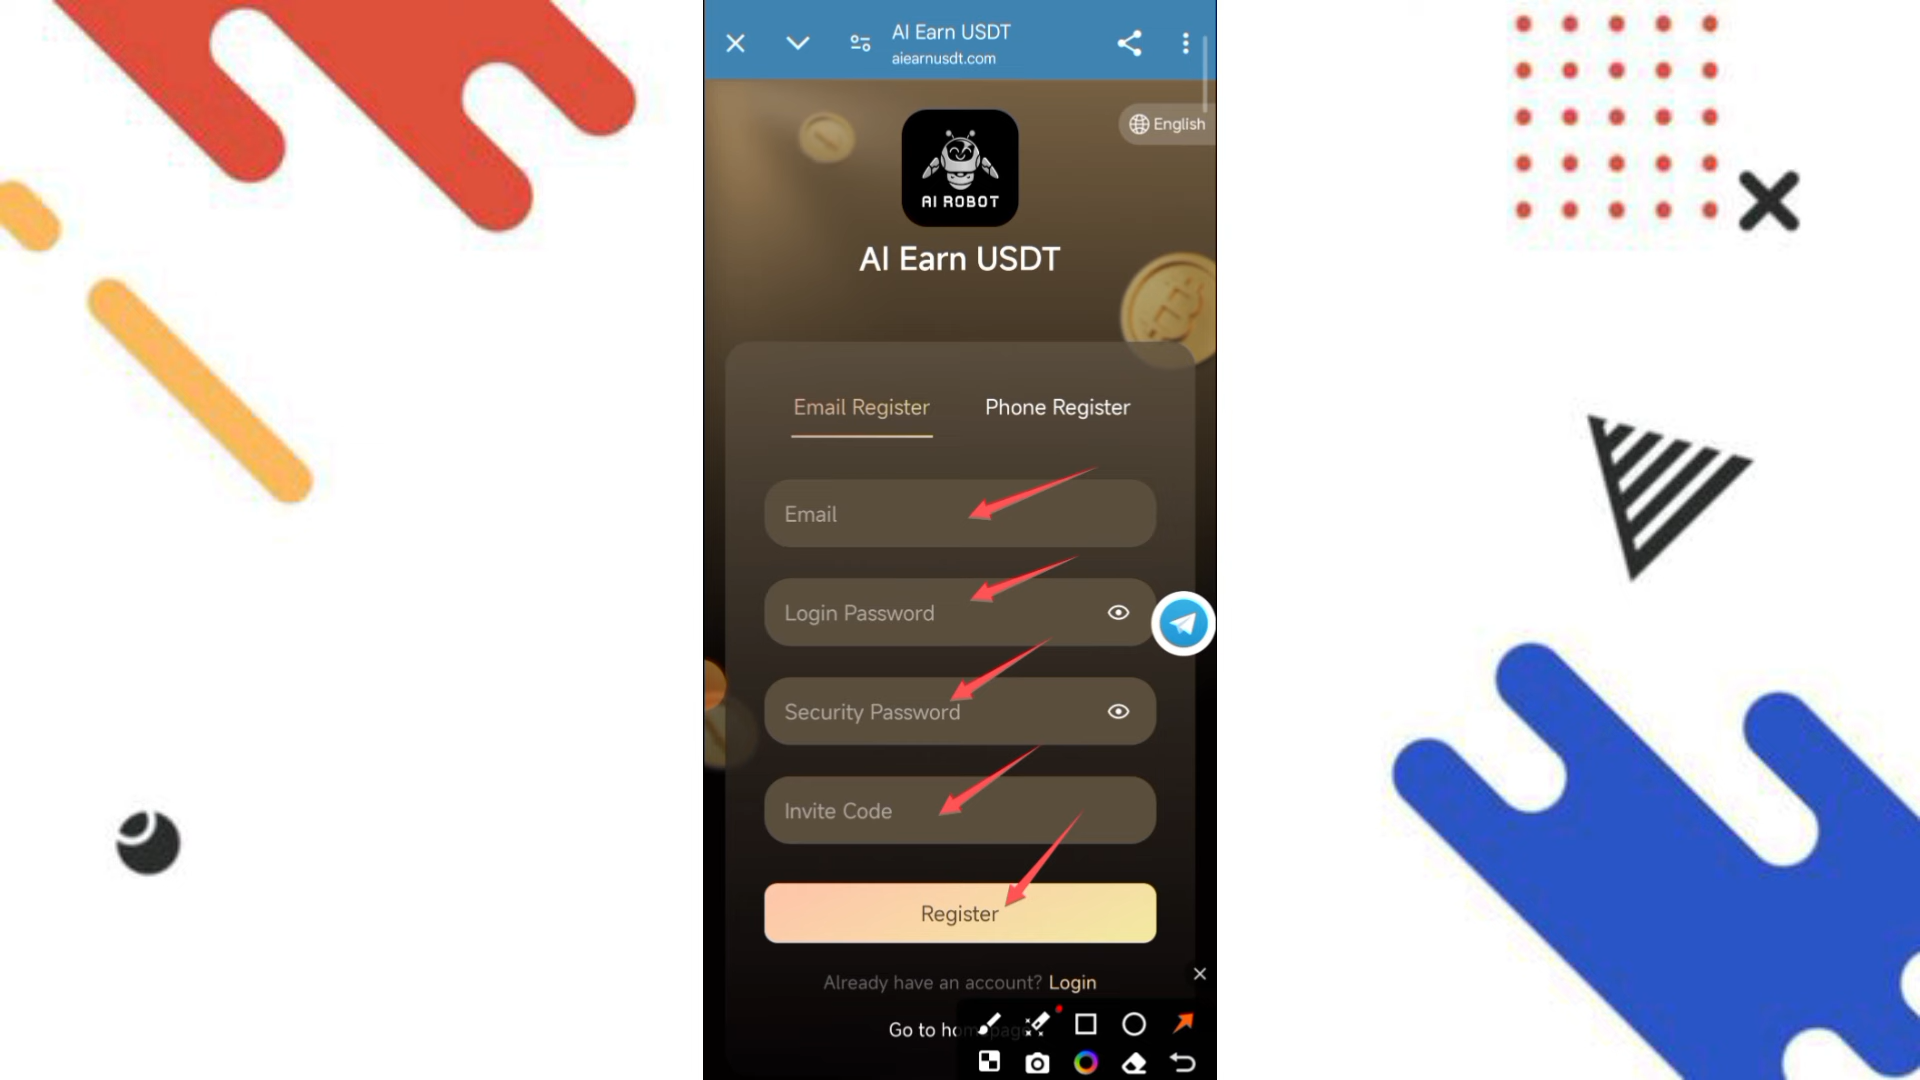 AI Earn USDT
aiearnusdt.com
English
AI ROBOT
AI Earn USDT
Email Register
Phone Register
Email
Login Password
Security Password
Invite Code
Register
Already have an account? Login
Go to